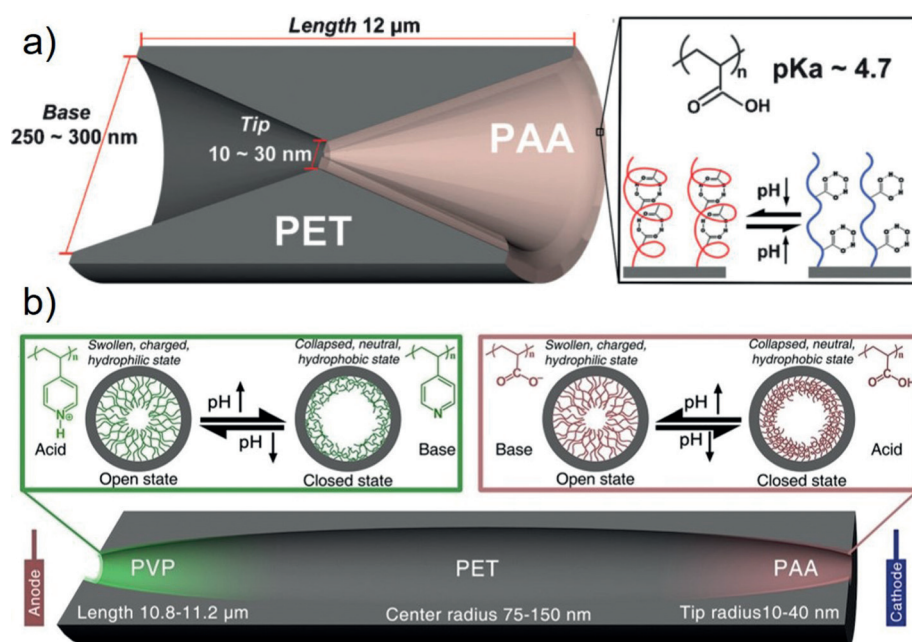 a)
Length 12 µm
Base
250 ~ 300 nm
Tip
10 ~ 30 nm
PAA
PET
n
pKa ~ 4.7
O
OH
pH
pH
b)
Swollen, charged,
hydrophilic state
Collapsed, neutral,
hydrophobic state
n
n
N
H
N
pH
pH
Acid
Base
Open state
Closed state
Swollen, charged,
hydrophilic state
Collapsed, neutral,
hydrophobic state
n
n
O
O-
O
OH
pH
pH
Base
Acid
Open state
Closed state
Anode
PVP
PET
PAA
Cathode
Length 10.8-11.2 µm
Center radius 75-150 nm
Tip radius10-40 nm